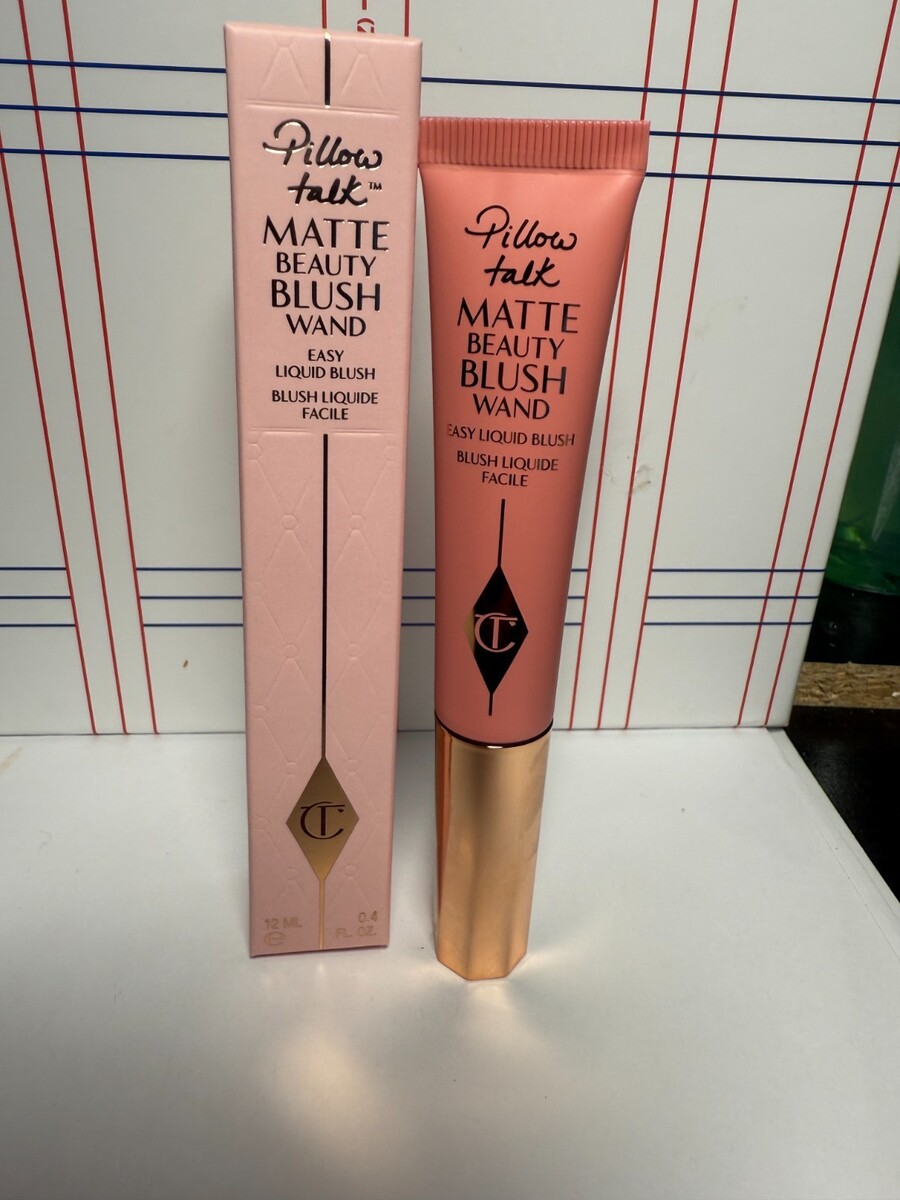 Pillow
talk™
MATTE
BEAUTY
BLUSH
WAND
EASY
LIQUID BLUSH
BLUSH LIQUIDE
FACILE
CT
12 ML
0.4
FL. OZ.
Pillow
talk
MATTE
BEAUTY
BLUSH
WAND
EASY LIQUID BLUSH
BLUSH LIQUIDE
FACILE
CT